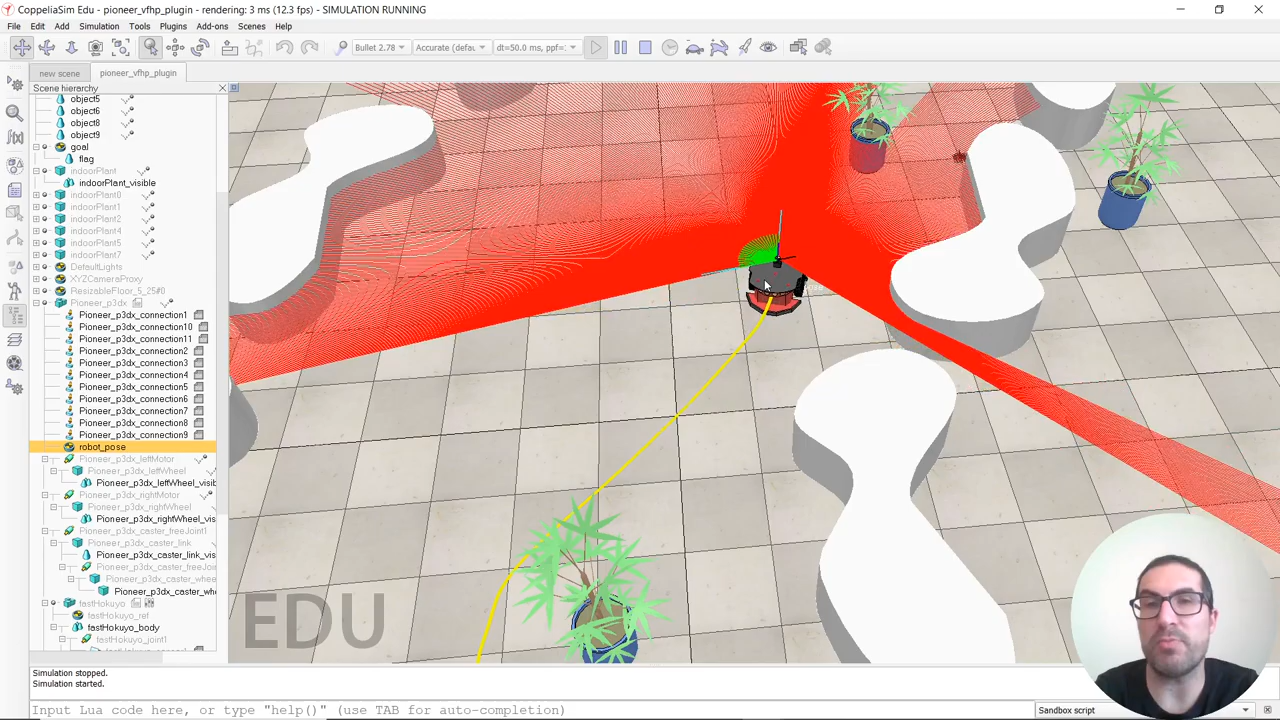 CoppeliaSim Edu - pioneer_vfhp_plugin - rendering: 3 ms (12.3 fps) - SIMULATION RUNNING
File Edit Add Simulation Tools Plugins Add-ons Scenes Help
Bullet 2.78 Accurate (defau dt=50.0 ms, ppf=
new scene pioneer_vfhp_plugin
Scene hierarchy
object5
object6
object8
object9
goal
flag
indoorPlant
indoorPlant_visible
indoorPlant0
indoorPlant1
indoorPlant2
indoorPlant4
indoorPlant5
indoorPlant7
DefaultLights
XYZCameraProxy
ResizableFloor_5_25#0
Pioneer_p3dx
Pioneer_p3dx_connection1
Pioneer_p3dx_connection10
Pioneer_p3dx_connection11
Pioneer_p3dx_connection2
Pioneer_p3dx_connection3
Pioneer_p3dx_connection4
Pioneer_p3dx_connection5
Pioneer_p3dx_connection6
Pioneer_p3dx_connection7
Pioneer_p3dx_connection8
Pioneer_p3dx_connection9
robot_pose
Pioneer_p3dx_leftMotor
Pioneer_p3dx_leftWheel
Pioneer_p3dx_leftWheel_visib
Pioneer_p3dx_rightMotor
Pioneer_p3dx_rightWheel
Pioneer_p3dx_rightWheel_vis
Pioneer_p3dx_caster_freeJoint1
Pioneer_p3dx_caster_link
Pioneer_p3dx_caster_link_vis
Pioneer_p3dx_caster_freeJoi
Pioneer_p3dx_caster_whe
Pioneer_p3dx_caster_whe
fastHokuyo
fastHokuyo_ref
fastHokuyo_body
fastHokuyo_joint1
EDU
Simulation stopped.
Simulation started.
Input Lua code here, or type "help()" (use TAB for auto-completion)
Sandbox script